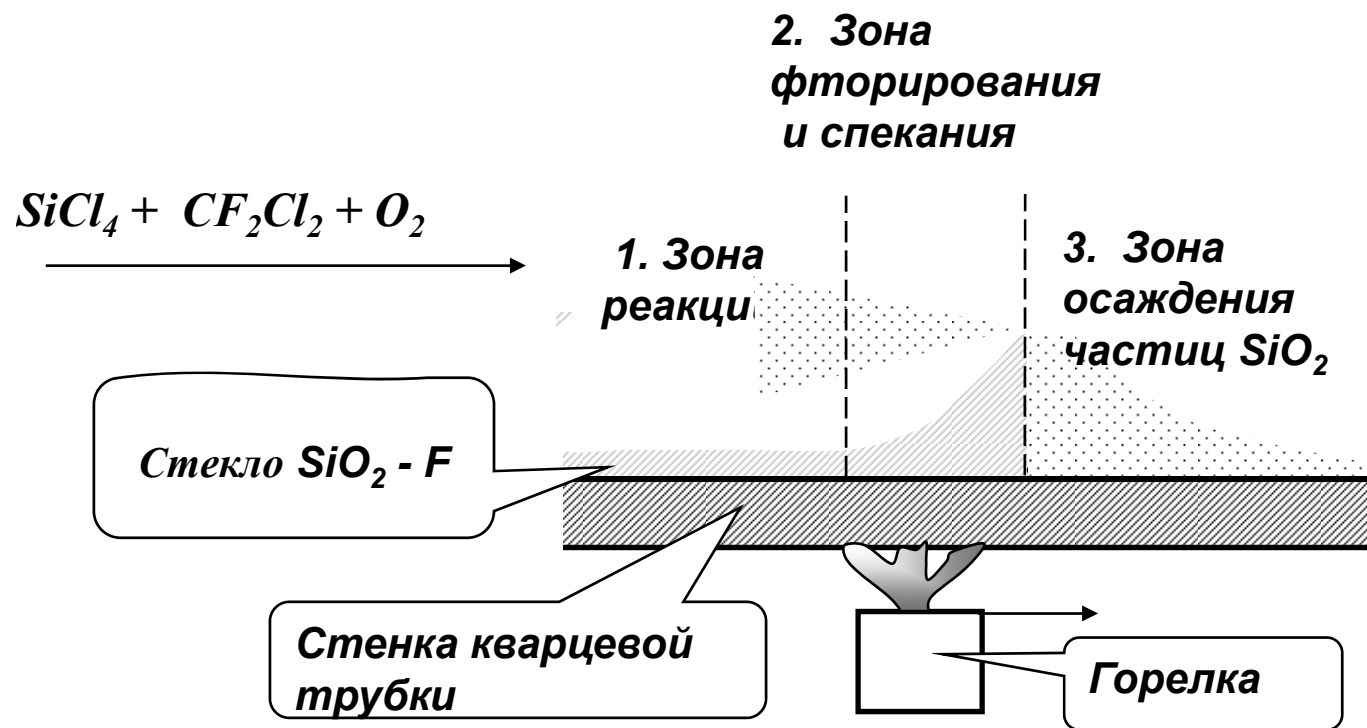 2. Зона
фторирования
и спекания
SiCl₄ + CF₂Cl₂ + O₂
1. Зона
реакци
3. Зона
осаждения
частиц SiO₂
Стекло SiO₂ - F
Стенка кварцевой
трубки
Горелка